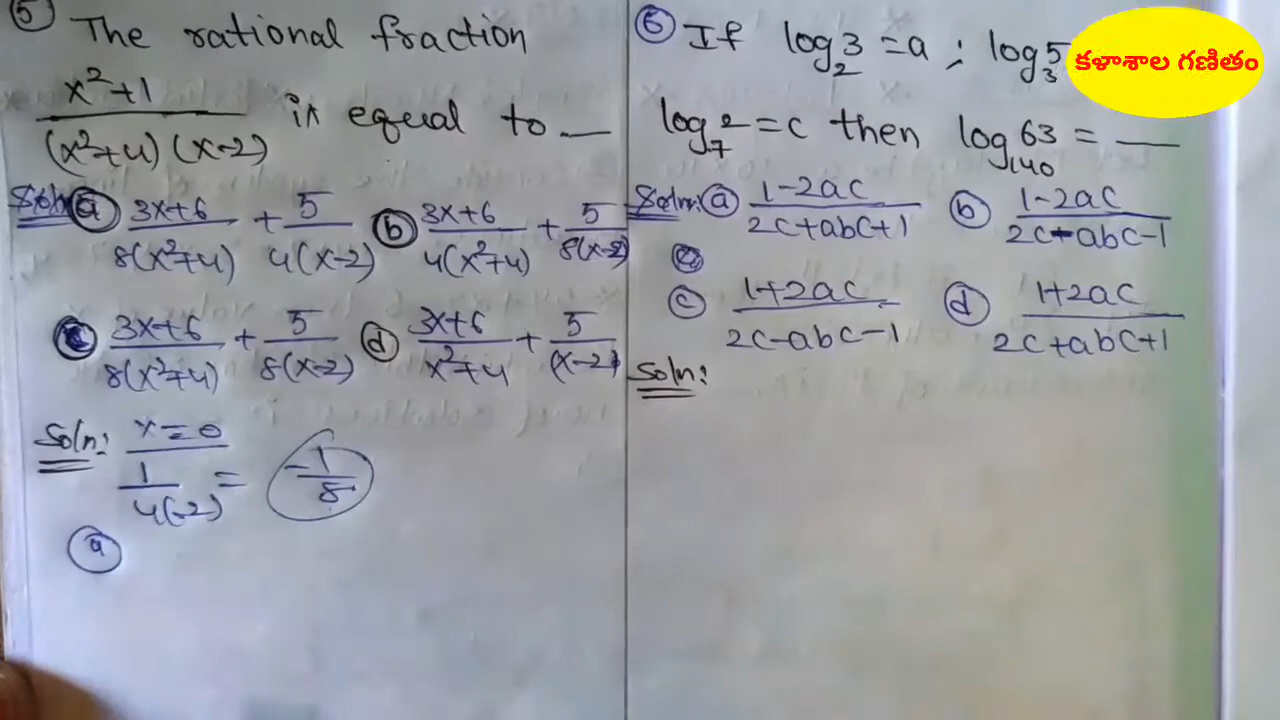 ⑤ The rational fraction
x²+1 / (x²+4)(x-2) is equal to __
Soln: ⓐ 3x+6 / 8(x²+4) + 5 / 4(x-2) ⓑ 3x+6 / 4(x²+4) + 5 / 8(x-2)
ⓒ 3x+6 / 8(x²+4) + 5 / 8(x-2) ⓓ 3x+6 / x²+4 + 5 / (x-2)
Soln: x=0
1 / 4(-2) = -1 / 8
ⓐ
⑥ If log₂3 = a ; log₃5
కళాశాల గణితం
log₇2 = c then log₁₄₀63 = __
Soln: ⓐ 1-2ac / 2c+abc+1 ⓑ 1-2ac / 2c-abc-1
ⓒ 1+2ac / 2c-abc-1 ⓓ 1+2ac / 2c+abc+1
Soln: